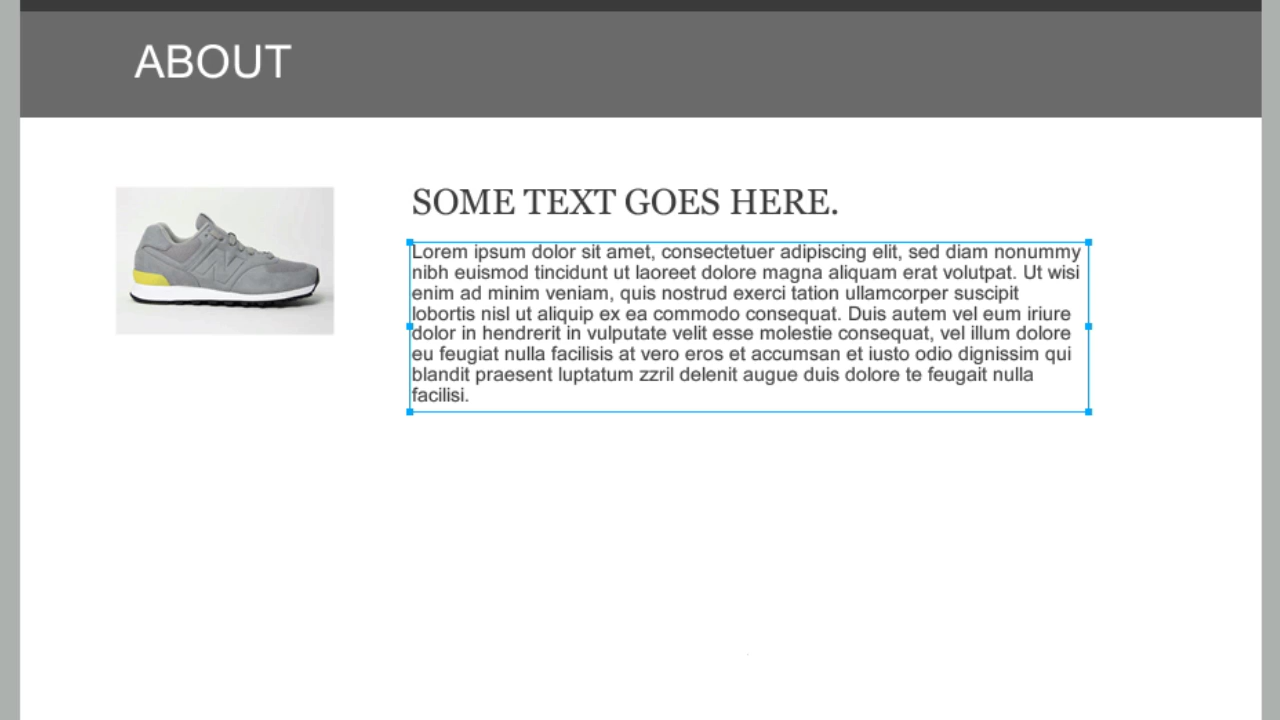 ABOUT
SOME TEXT GOES HERE.
Lorem ipsum dolor sit amet, consectetuer adipiscing elit, sed diam nonummy
nibh euismod tincidunt ut laoreet dolore magna aliquam erat volutpat. Ut wisi
enim ad minim veniam, quis nostrud exerci tation ullamcorper suscipit
lobortis nisl ut aliquip ex ea commodo consequat. Duis autem vel eum iriure
dolor in hendrerit in vulputate velit esse molestie consequat, vel illum dolore
eu feugiat nulla facilisis at vero eros et accumsan et iusto odio dignissim qui
blandit praesent luptatum zzril delenit augue duis dolore te feugait nulla
facilisi.